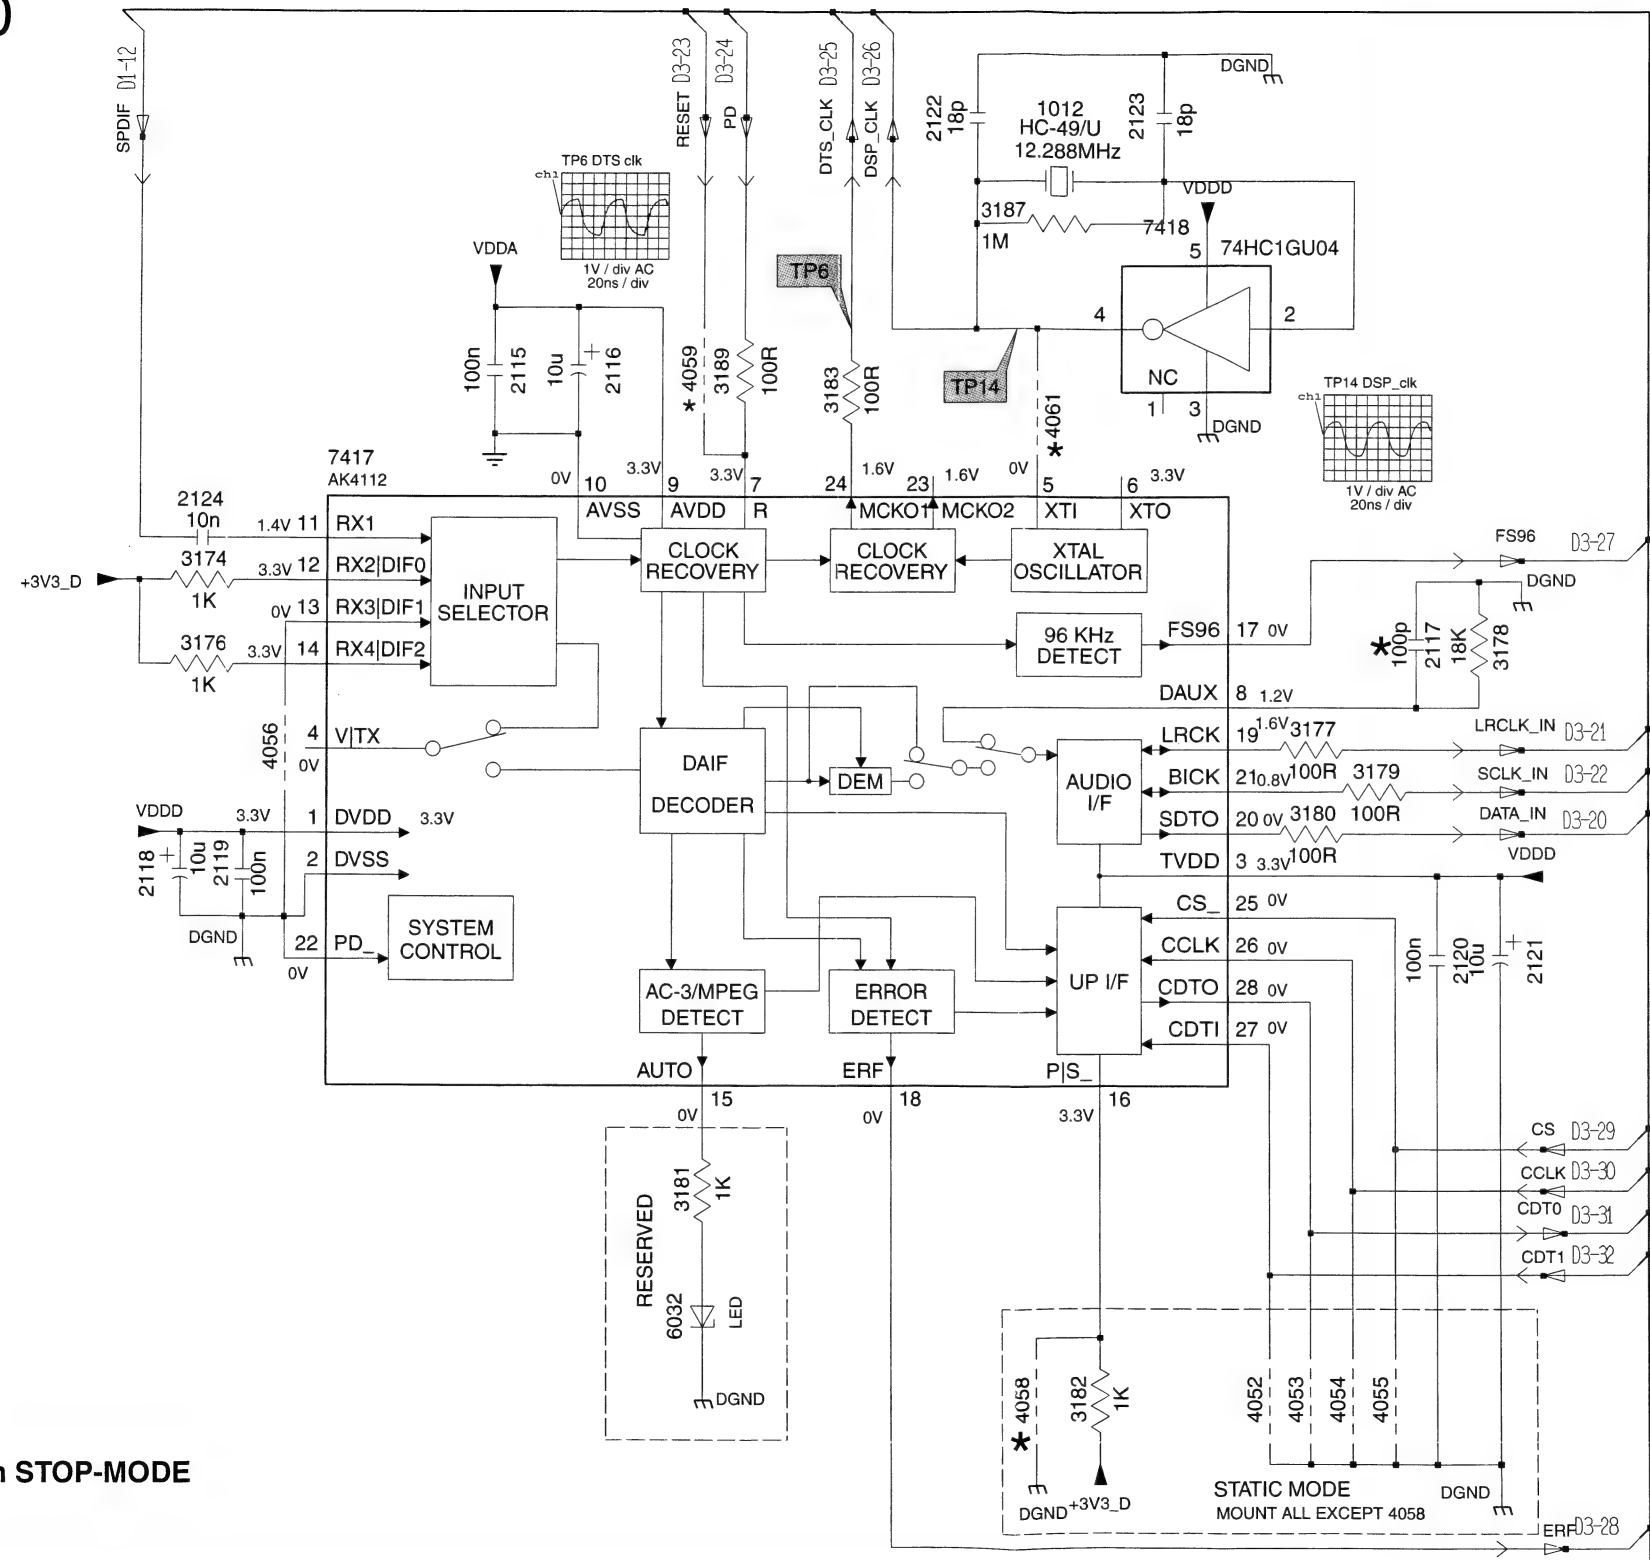 SPDIF D1-12
RESET D3-23
PD D3-24
DTS_CLK D3-25
DSP_CLK D3-26
DGND
2122
18p
1012
HC-49/U
12.288MHz
2123
18p
TP6 DTS clk
ch1
1V / div AC
20ns / div
VDDA
3187
1M
VDDD
7418
5
74HC1GU04
TP6
4
2
NC
1
3
DGND
TP14
100n
2115
10u
+
2116
* 4059
3189
100R
3183
100R
*4061
TP14 DSP_clk
ch1
1V / div AC
20ns / div
7417
AK4112
0V
10
3.3V
9
3.3V
7
24
1.6V
23
1.6V
0V
5
6
3.3V
AVSS
AVDD
R
MCKO1
MCKO2
XTI
XTO
2124
10n
1.4V 11 RX1
3174
3.3V 12 RX2|DIF0
+3V3_D
1K
0V 13 RX3|DIF1
3176
3.3V 14 RX4|DIF2
1K
INPUT
SELECTOR
CLOCK
RECOVERY
CLOCK
RECOVERY
XTAL
OSCILLATOR
FS96
D3-27
DGND
96 KHz
DETECT
FS96 17 0V
*
100p
2117
18K
3178
DAUX 8 1.2V
4056
4 V|TX
0V
LRCK 19 1.6V 3177
100R
LRCLK_IN D3-21
BICK 21 0.8V
3179
100R
SCLK_IN D3-22
SDTO 20 0V 3180
100R
DATA_IN D3-20
TVDD 3 3.3V
VDDD
DAIF
DECODER
DEM
AUDIO
I/F
VDDD
3.3V
1 DVDD 3.3V
2 DVSS
2118
+
10u
2119
100n
DGND
22 PD_
0V
SYSTEM
CONTROL
CS_ 25 0V
CCLK 26 0V
CDTO 28 0V
CDTI 27 0V
UP I/F
100n
2120
10u
+
2121
AC-3/MPEG
DETECT
ERROR
DETECT
AUTO
ERF
P|S_
15
0V
18
0V
16
3.3V
CS D3-29
CCLK D3-30
CDT0 D3-31
CDT1 D3-32
RESERVED
3181
1K
6032
LED
DGND
* 4058
3182
1K
4052
4053
4054
4055
DGND
+3V3_D
STATIC MODE
MOUNT ALL EXCEPT 4058
DGND
STOP-MODE
ERF D3-28